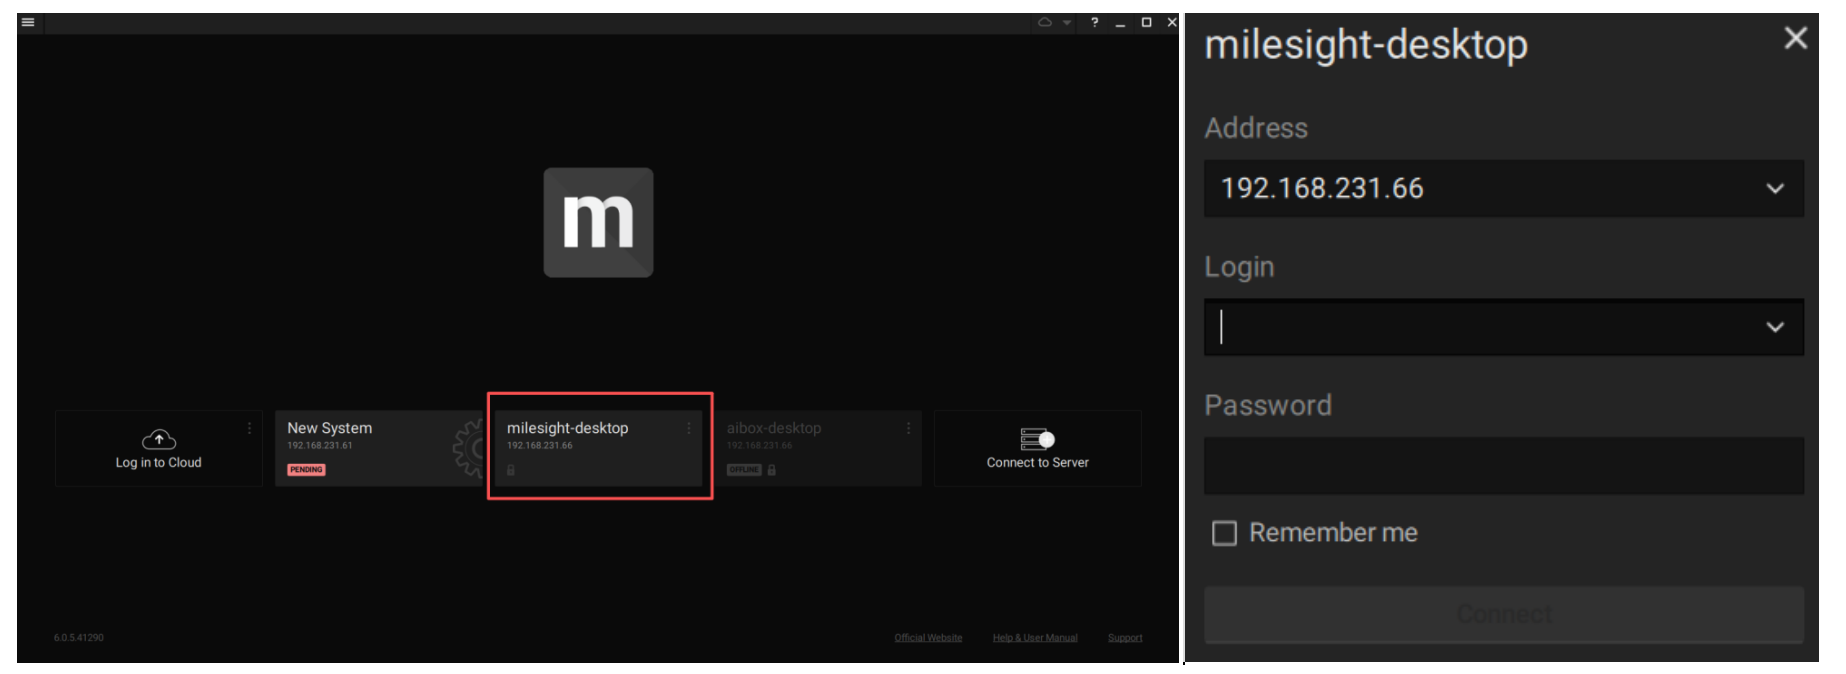 ?
m
Log in to Cloud
New System
192.168.231.61
PENDING
milesight-desktop
192.168.231.66
aibox-desktop
192.168.231.66
OFFLINE
Connect to Server
6.0.5.41290
Official Website
Help & User Manual
Support
milesight-desktop
Address
192.168.231.66
Login
Password
Remember me
Connect